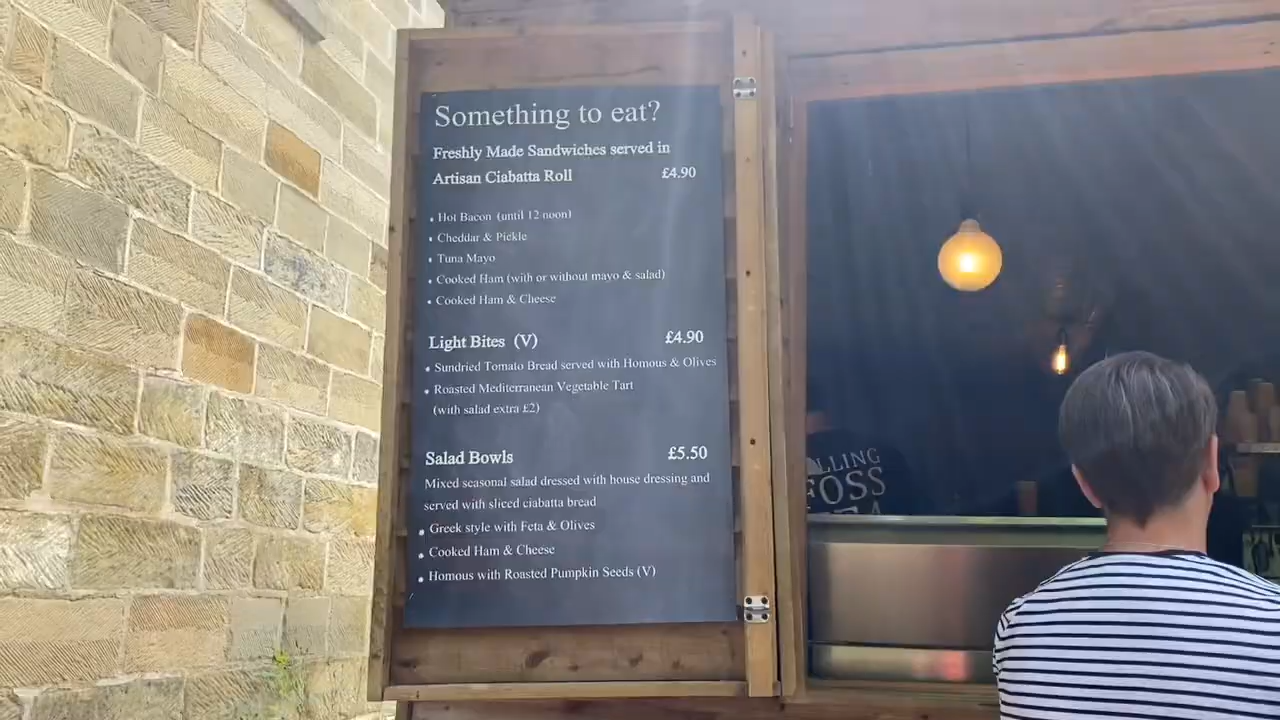 Something to eat?
Freshly Made Sandwiches served in
Artisan Ciabatta Roll £4.90
• Hot Bacon (until 12 noon)
• Cheddar & Pickle
• Tuna Mayo
• Cooked Ham (with or without mayo & salad)
• Cooked Ham & Cheese
Light Bites (V) £4.90
• Sundried Tomato Bread served with Homous & Olives
• Roasted Mediterranean Vegetable Tart
(with salad extra £2)
Salad Bowls £5.50
Mixed seasonal salad dressed with house dressing and
served with sliced ciabatta bread
• Greek style with Feta & Olives
• Cooked Ham & Cheese
• Homous with Roasted Pumpkin Seeds (V)
LLING
FOSS